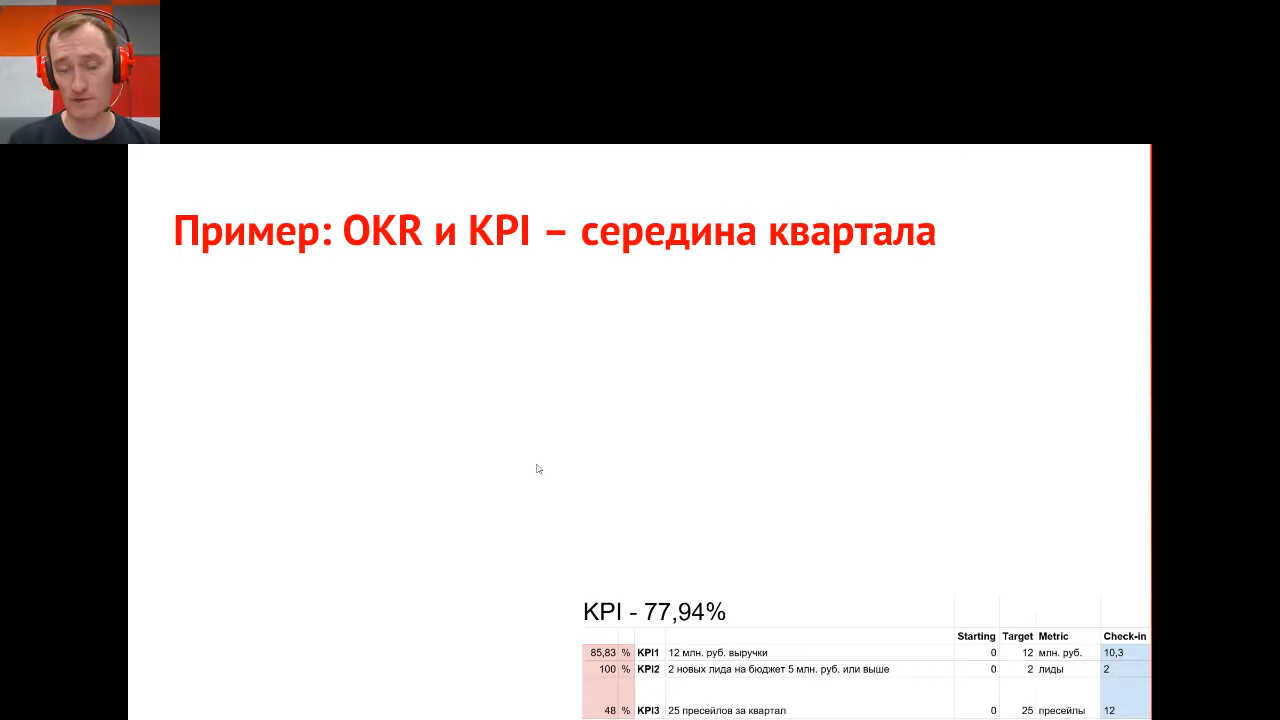 Пример: OKR и KPI – середина квартала
KPI - 77,94%
Starting Target Metric Check-in
85,83 % KPI1 12 млн. руб. выручки 0 12 млн. руб. 10,3
100 % KPI2 2 новых лида на бюджет 5 млн. руб. или выше 0 2 лиды 2
48 % KPI3 25 пресейлов за квартал 0 25 пресейлы 12